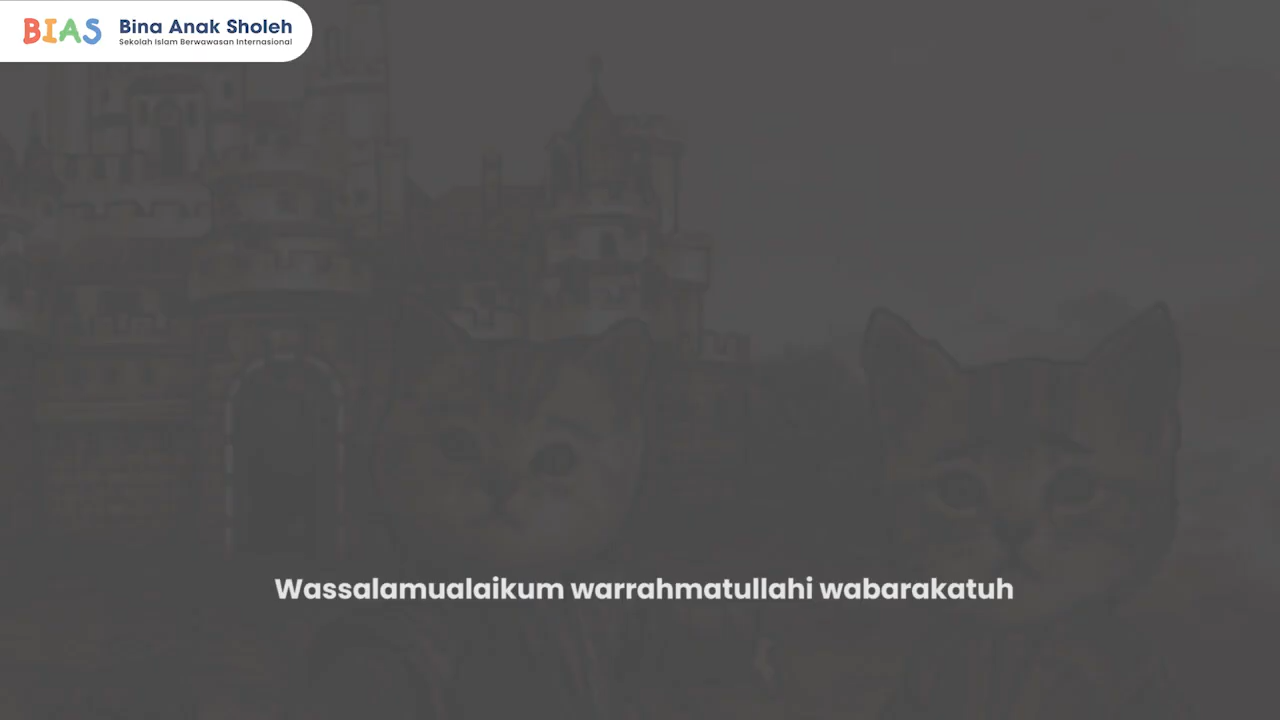 BIAS
Bina Anak Sholeh
Sekolah Islam Berwawasan Internasional
Wassalamualaikum warrahmatullahi wabarakatuh